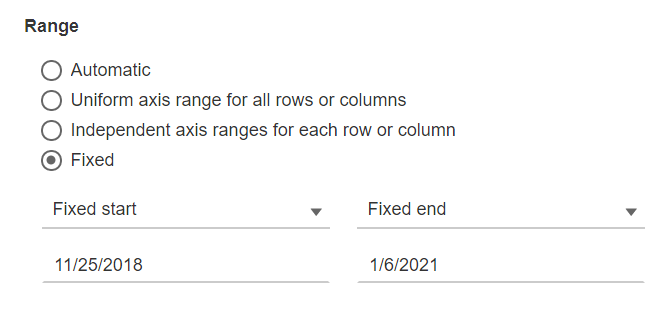 Range
Automatic
Uniform axis range for all rows or columns
Independent axis ranges for each row or column
Fixed
Fixed start Fixed end
11/25/2018 1/6/2021